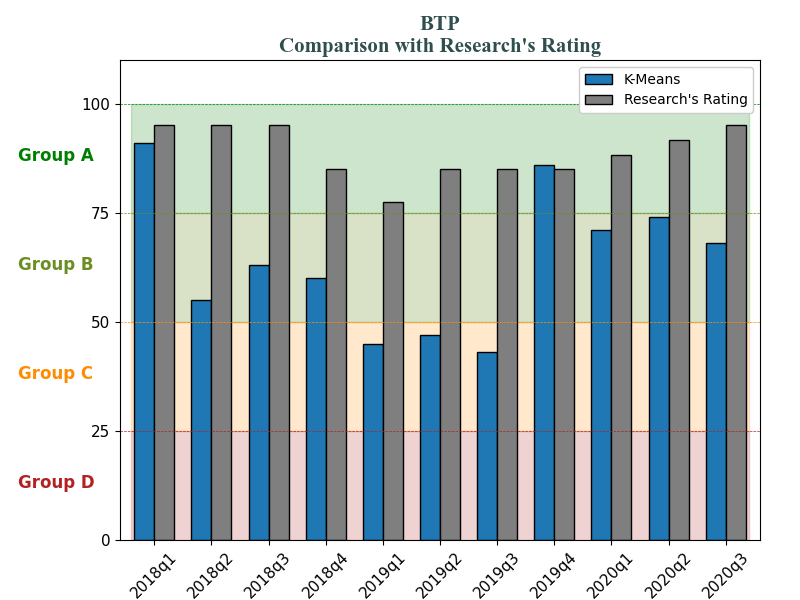 BTP
Comparison with Research's Rating
K-Means
Research's Rating
100
75
50
25
0
Group A
Group B
Group C
Group D
2018q1
2018q2
2018q3
2018q4
2019q1
2019q2
2019q3
2019q4
2020q1
2020q2
2020q3